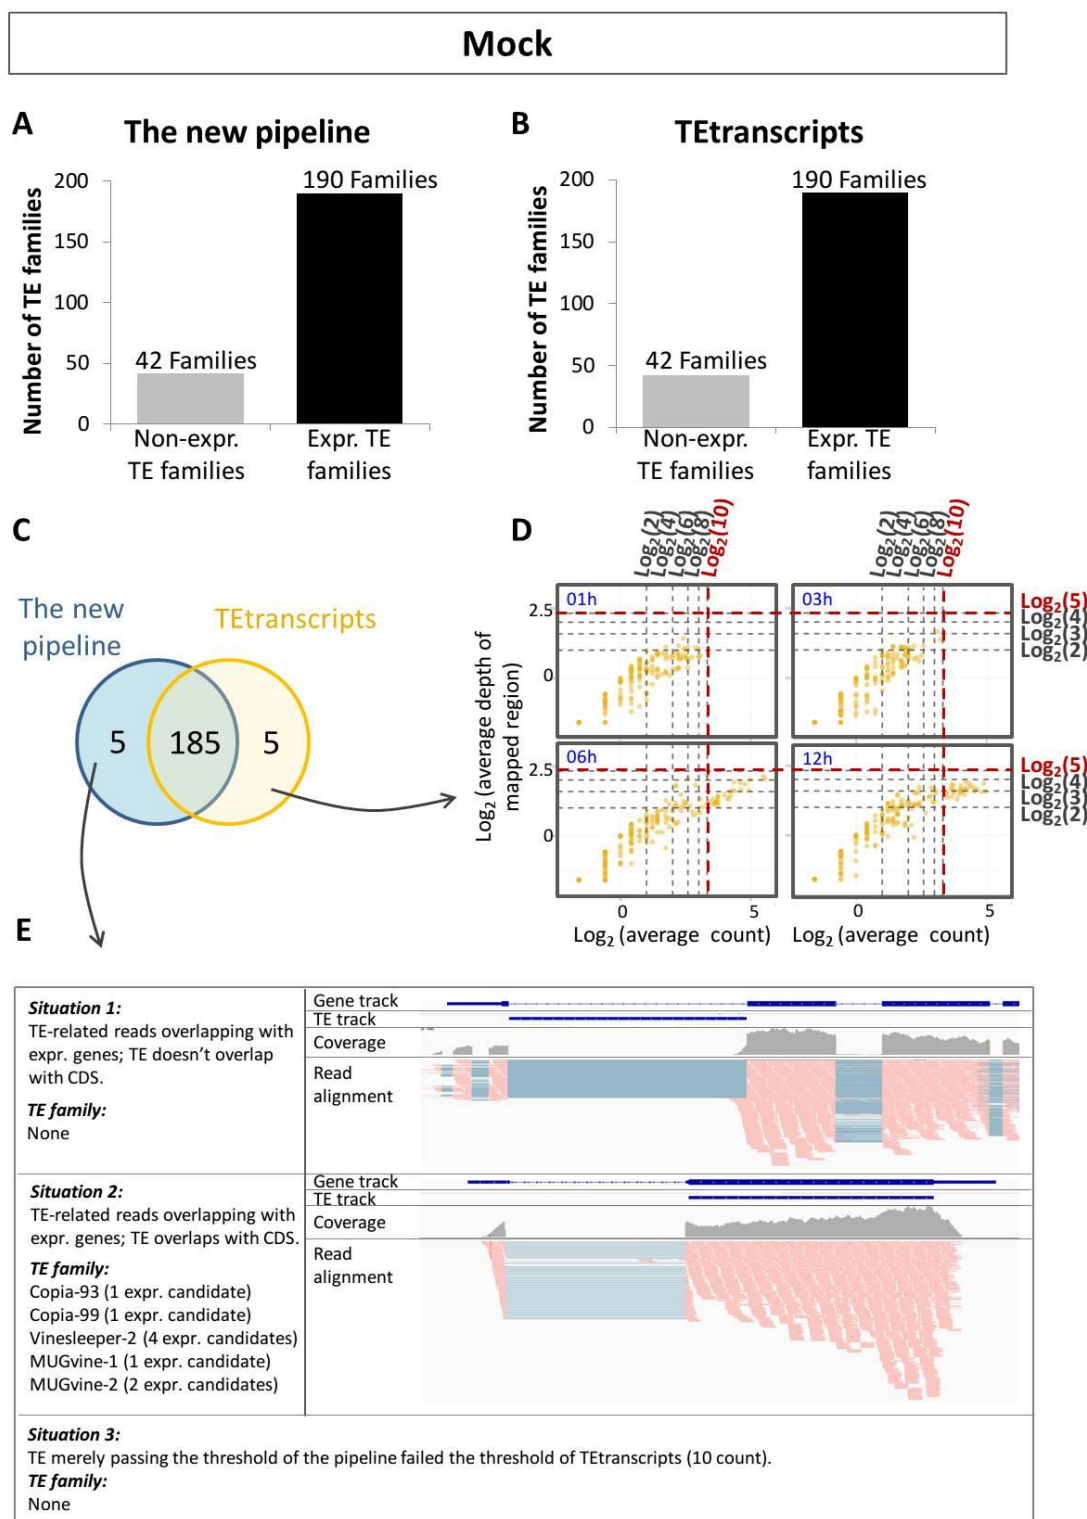 Mock
A
The new pipeline
Number of TE families
200
150
100
50
0
190 Families
42 Families
Non-expr.
TE families
Expr. TE
families
B
TEtranscripts
Number of TE families
200
150
100
50
0
190 Families
42 Families
Non-expr.
TE families
Expr. TE
families
C
The new
pipeline
TEtranscripts
5
185
5
D
Log2(2)
Log2(4)
Log2(6)
Log2(8)
Log2(10)
Log2(2)
Log2(4)
Log2(6)
Log2(8)
Log2(10)
Log2 (average depth of
mapped region)
2.5
0
01h
03h
Log2(5)
Log2(4)
Log2(3)
Log2(2)
2.5
0
06h
12h
Log2(5)
Log2(4)
Log2(3)
Log2(2)
0
5
0
5
Log2 (average count)
Log2 (average count)
E
Situation 1:
TE-related reads overlapping with
expr. genes; TE doesn't overlap
with CDS.
TE family:
None
Gene track
TE track
Coverage
Read
alignment
Situation 2:
TE-related reads overlapping with
expr. genes; TE overlaps with CDS.
TE family:
Copia-93 (1 expr. candidate)
Copia-99 (1 expr. candidate)
Vinesleeper-2 (4 expr. candidates)
MUGvine-1 (1 expr. candidate)
MUGvine-2 (2 expr. candidates)
Gene track
TE track
Coverage
Read
alignment
Situation 3:
TE merely passing the threshold of the pipeline failed the threshold of TEtranscripts (10 count).
TE family:
None